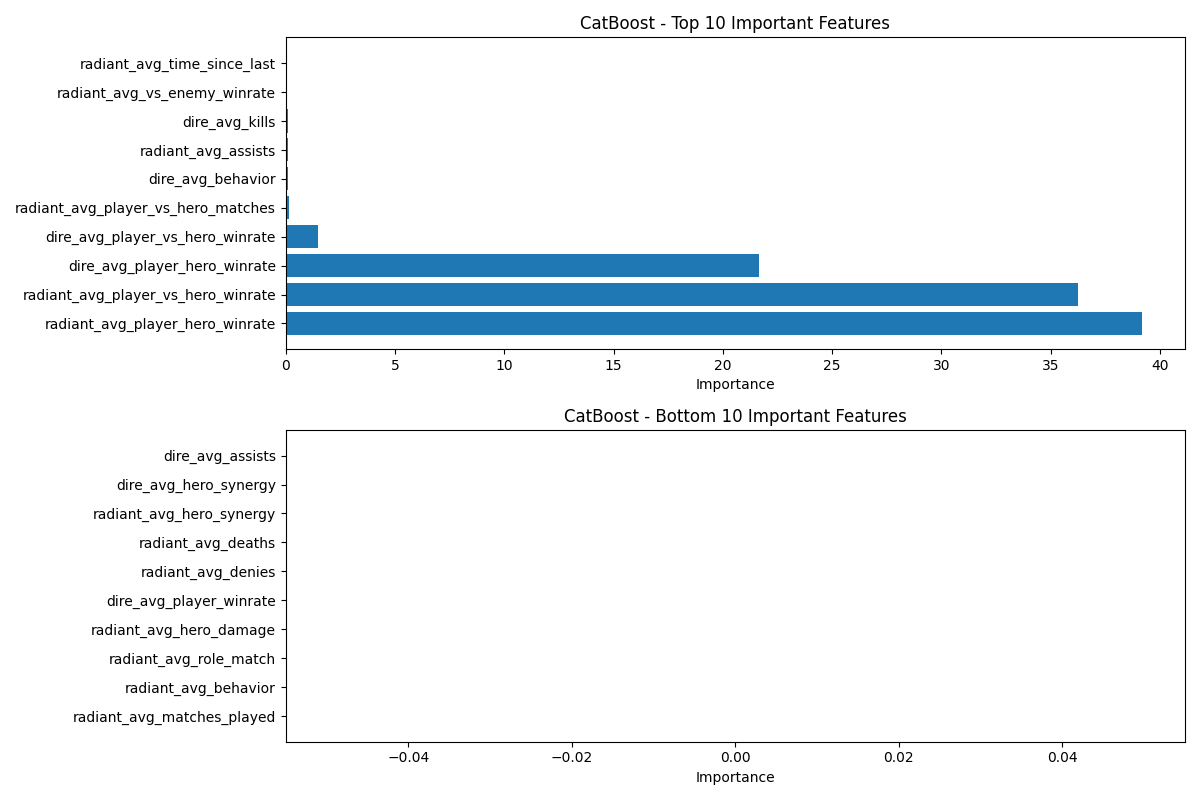 CatBoost - Top 10 Important Features
radiant_avg_time_since_last
radiant_avg_vs_enemy_winrate
dire_avg_kills
radiant_avg_assists
dire_avg_behavior
radiant_avg_player_vs_hero_matches
dire_avg_player_vs_hero_winrate
dire_avg_player_hero_winrate
radiant_avg_player_vs_hero_winrate
radiant_avg_player_hero_winrate
0 5 10 15 20 25 30 35 40
Importance
CatBoost - Bottom 10 Important Features
dire_avg_assists
dire_avg_hero_synergy
radiant_avg_hero_synergy
radiant_avg_deaths
radiant_avg_denies
dire_avg_player_winrate
radiant_avg_hero_damage
radiant_avg_role_match
radiant_avg_behavior
radiant_avg_matches_played
−0.04 −0.02 0.00 0.02 0.04
Importance